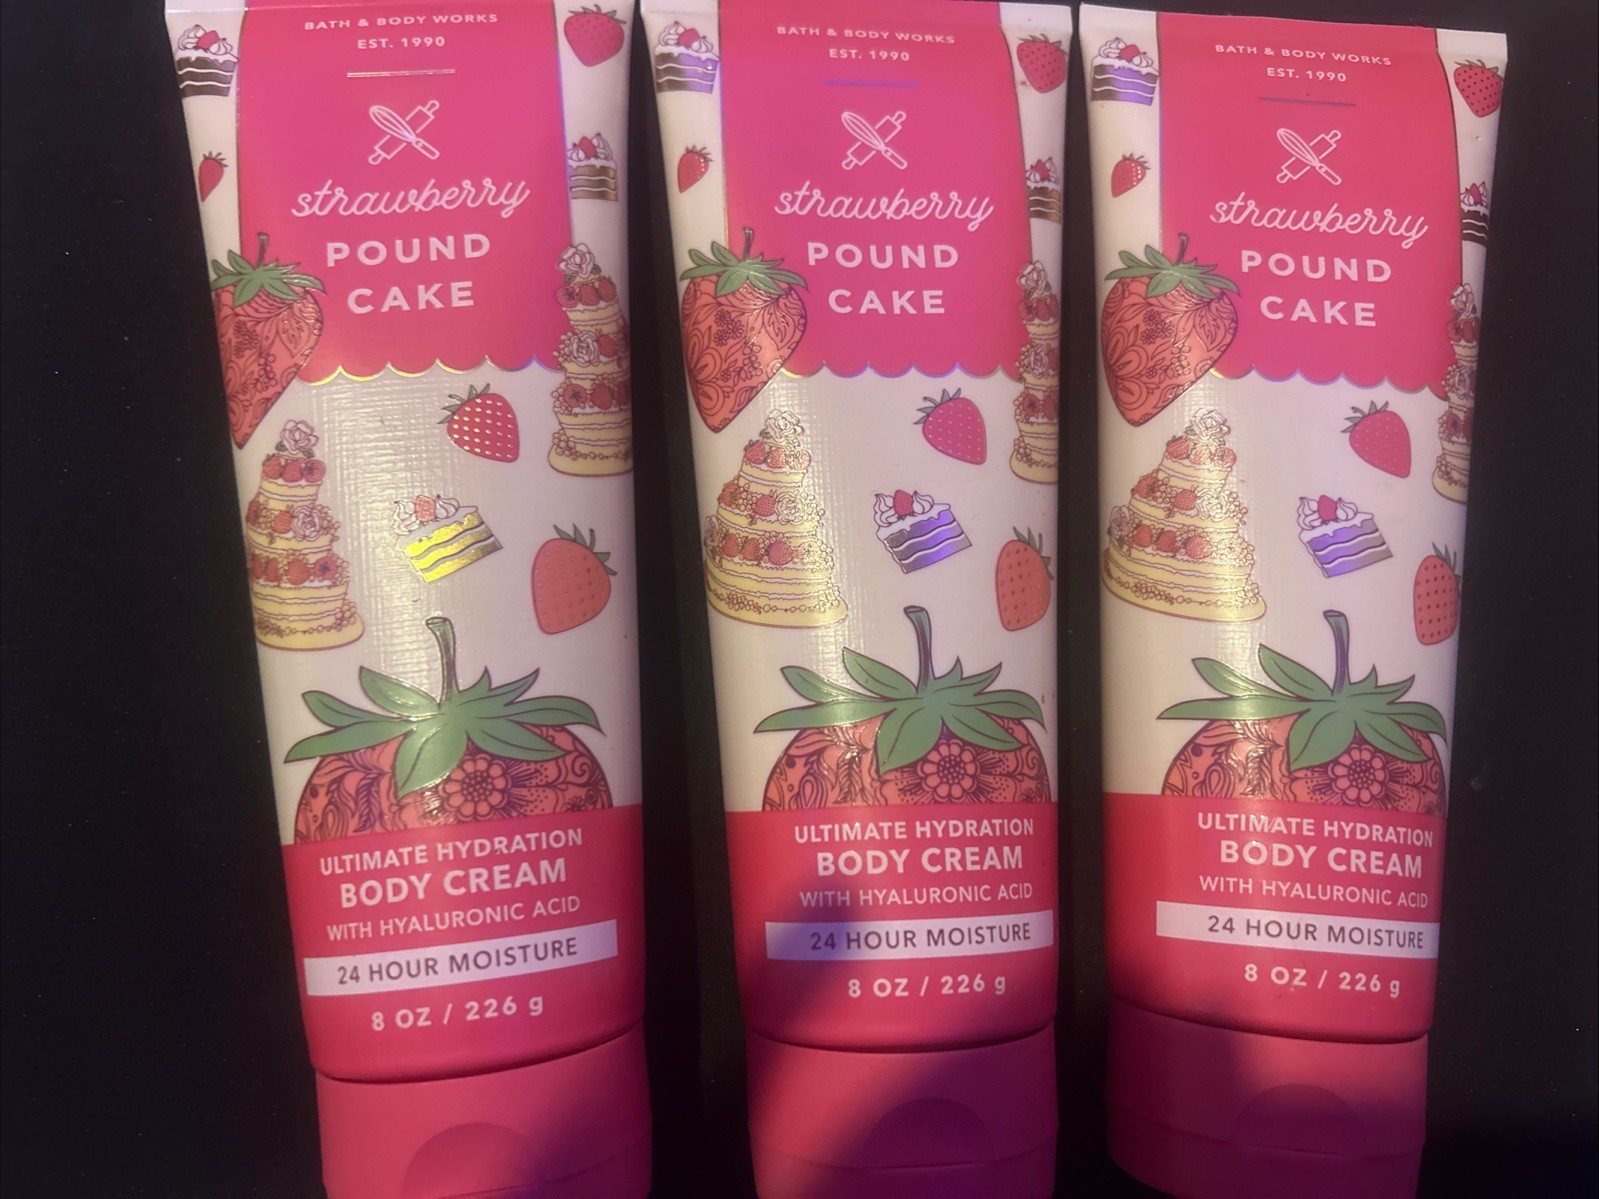 BATH & BODY WORKS
EST. 1990
strawberry
POUND
CAKE
ULTIMATE HYDRATION
BODY CREAM
WITH HYALURONIC ACID
24 HOUR MOISTURE
8 OZ / 226 g
BATH & BODY WORKS
EST. 1990
strawberry
POUND
CAKE
ULTIMATE HYDRATION
BODY CREAM
WITH HYALURONIC ACID
24 HOUR MOISTURE
8 OZ / 226 g
BATH & BODY WORKS
EST. 1990
strawberry
POUND
CAKE
ULTIMATE HYDRATION
BODY CREAM
WITH HYALURONIC ACID
24 HOUR MOISTURE
8 OZ / 226 g